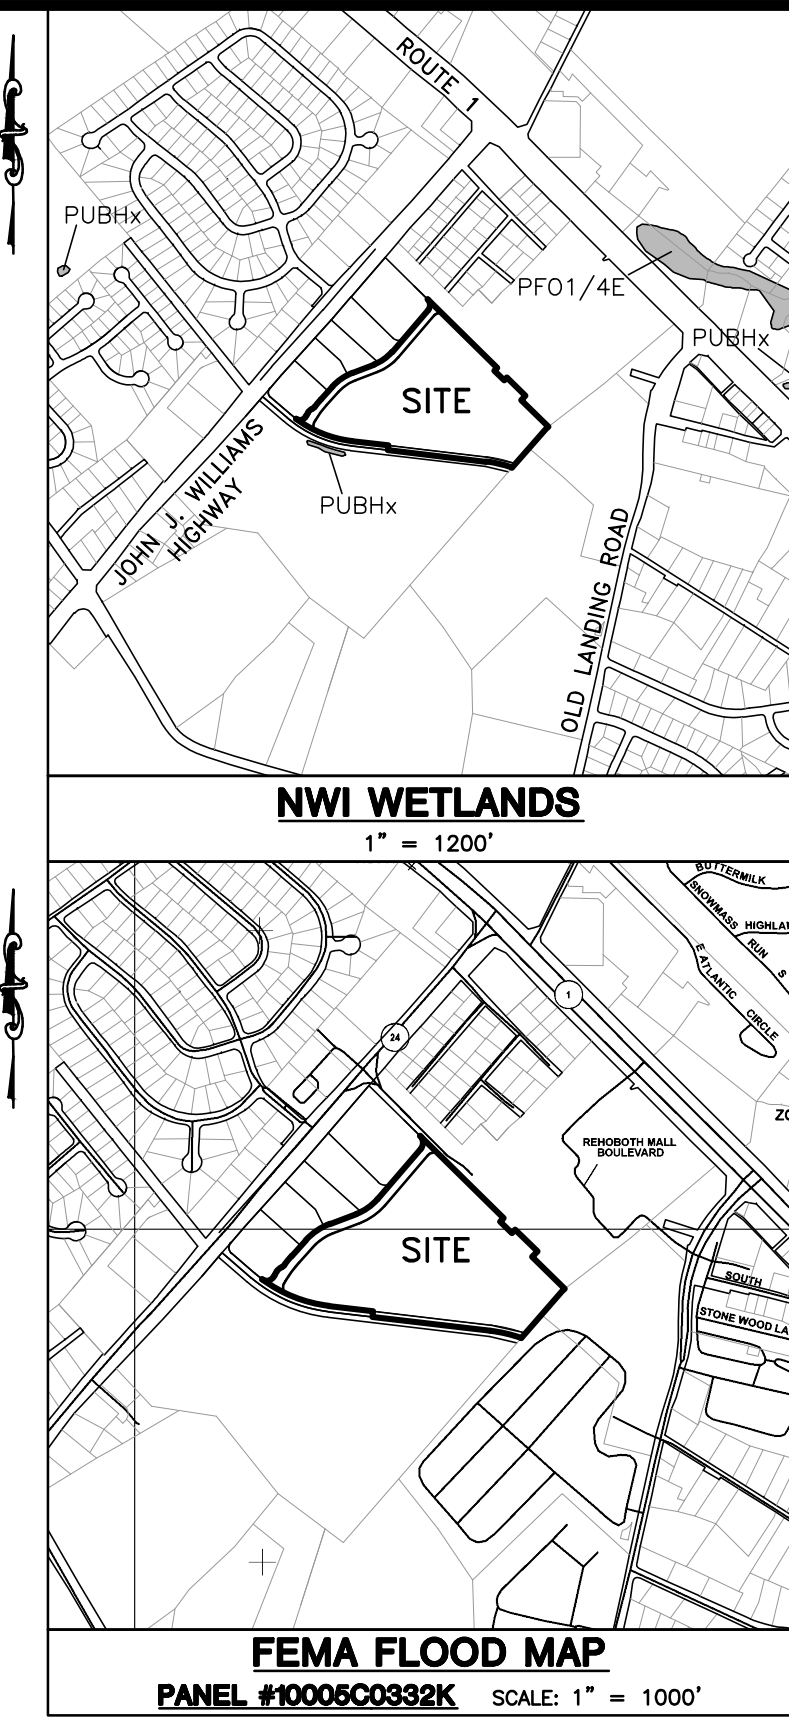 ROUTE 1
PUBHx
PFO1/4E
PUBHx
SITE
JOHN J. WILLIAMS
HIGHWAY
PUBHx
OLD LANDING ROAD
NWI WETLANDS
1" = 1200'
BUTTERMILK
SNOWMASS RUN
HIGHLA
S
E ATLANTIC CIRCLE
1
24
ZO
REHOBOTH MALL
BOULEVARD
SITE
SOUTH
STONE WOOD LA
FEMA FLOOD MAP
PANEL #10005C0332K SCALE: 1" = 1000'